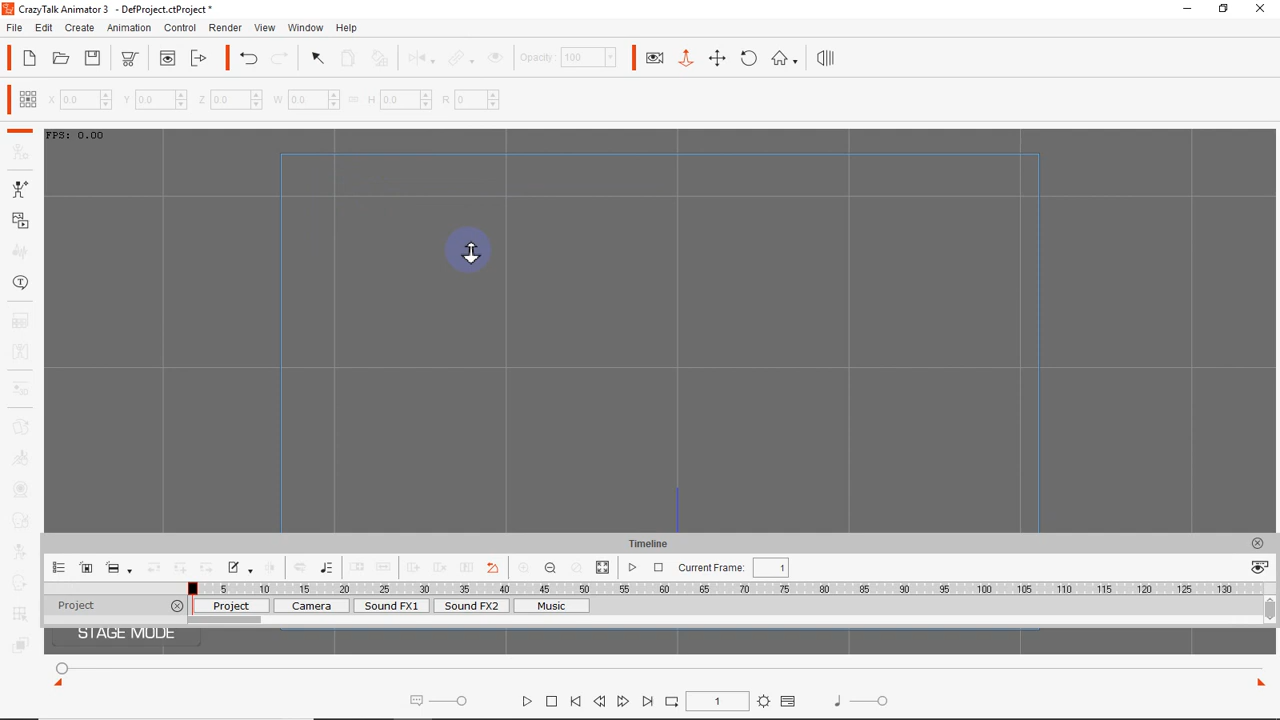 CrazyTalk Animator 3 - DefProject.ctProject *
File Edit Create Animation Control Render View Window Help
Opacity : 100
X 0.0 Y 0.0 Z 0.0 W 0.0 H 0.0 R 0
FPS: 0.00
Timeline
Current Frame: 1
5 10 15 20 25 30 35 40 45 50 55 60 65 70 75 80 85 90 95 100 105 110 115 120 125 130
Project Project Camera Sound FX1 Sound FX2 Music
STAGE MODE
1